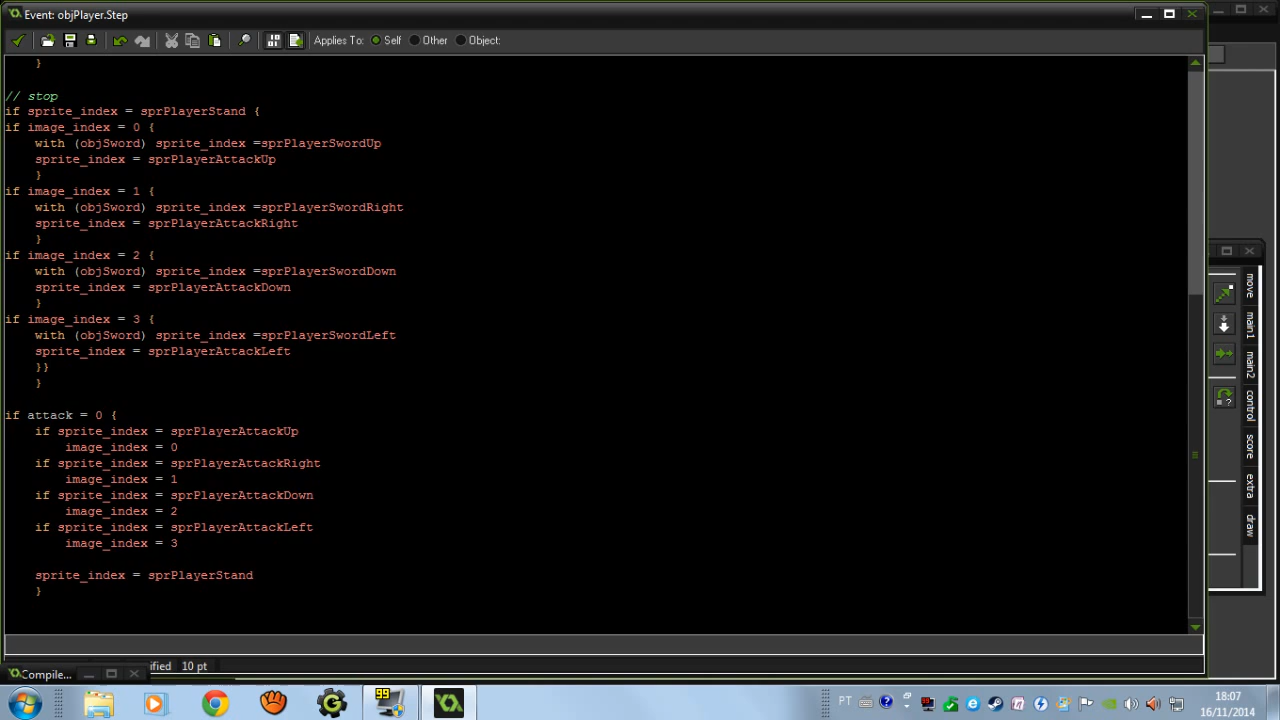 Event: objPlayer.Step
Applies To: Self Other Object:
}
// stop
if sprite_index = sprPlayerStand {
if image_index = 0 {
with (objSword) sprite_index =sprPlayerSwordUp
sprite_index = sprPlayerAttackUp
}
if image_index = 1 {
with (objSword) sprite_index =sprPlayerSwordRight
sprite_index = sprPlayerAttackRight
}
if image_index = 2 {
with (objSword) sprite_index =sprPlayerSwordDown
sprite_index = sprPlayerAttackDown
}
if image_index = 3 {
with (objSword) sprite_index =sprPlayerSwordLeft
sprite_index = sprPlayerAttackLeft
}}
}
if attack = 0 {
if sprite_index = sprPlayerAttackUp
image_index = 0
if sprite_index = sprPlayerAttackRight
image_index = 1
if sprite_index = sprPlayerAttackDown
image_index = 2
if sprite_index = sprPlayerAttackLeft
image_index = 3
sprite_index = sprPlayerStand
}
move
main1
main2
control
score
extra
draw
ified 10 pt
Compile...
99
PT
18:07
16/11/2014